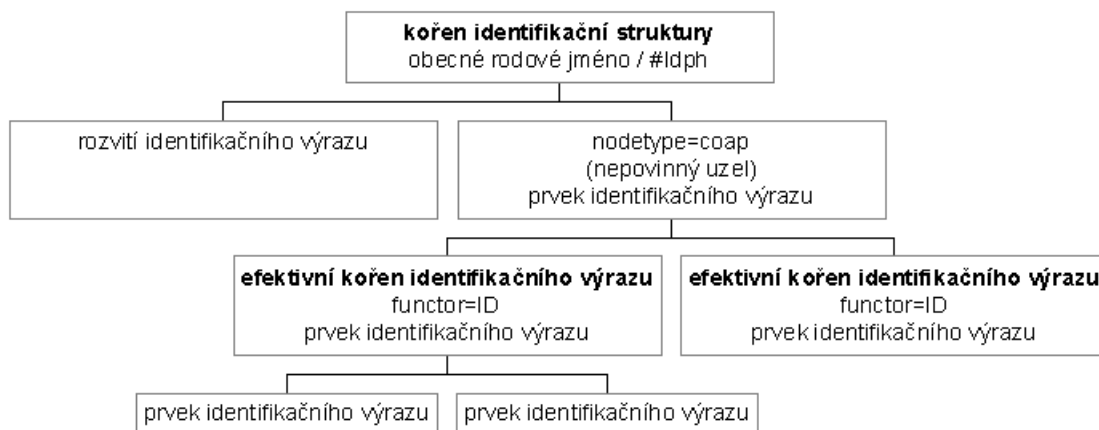 kořen identifikační struktury
obecné rodové jméno / #Idph
rozvití identifikačního výrazu
nodetype=coap
(nepovinný uzel)
prvek identifikačního výrazu
efektivní kořen identifikačního výrazu
functor=ID
prvek identifikačního výrazu
efektivní kořen identifikačního výrazu
functor=ID
prvek identifikačního výrazu
prvek identifikačního výrazu
prvek identifikačního výrazu